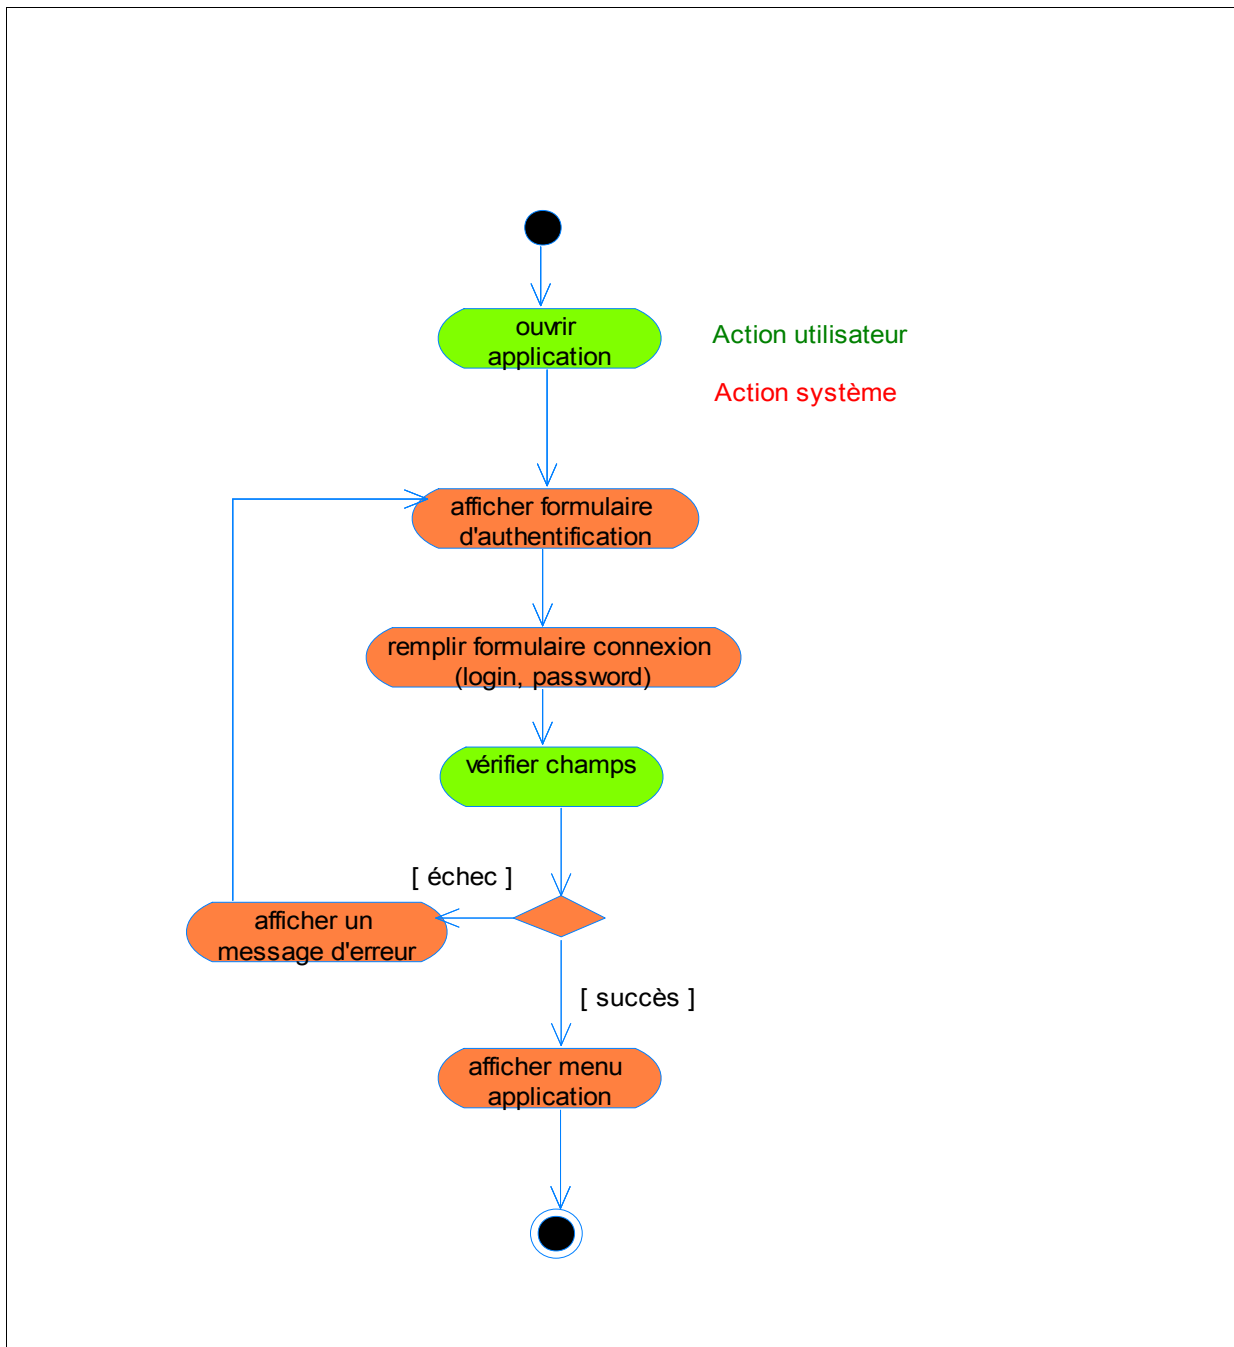 ouvrir
application
Action utilisateur
Action système
afficher formulaire
d'authentification
remplir formulaire connexion
(login, password)
vérifier champs
[ échec ]
afficher un
message d'erreur
[ succès ]
afficher menu
application